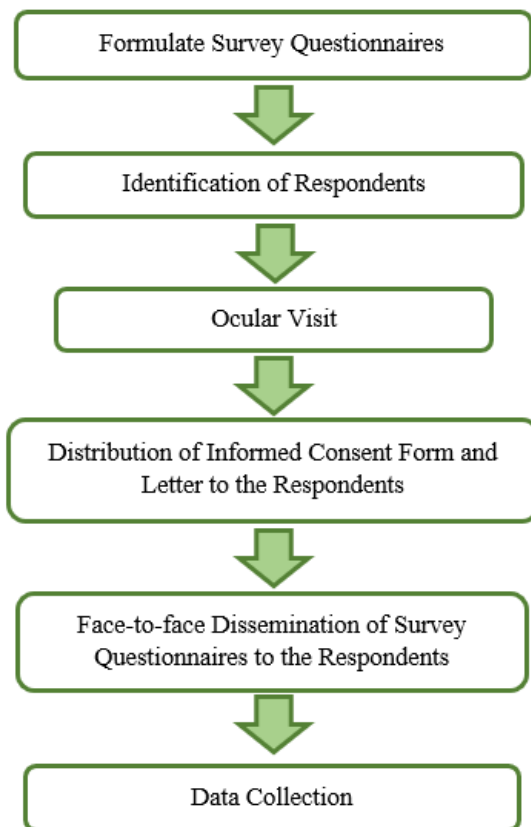 Formulate Survey Questionnaires
Identification of Respondents
Ocular Visit
Distribution of Informed Consent Form and
Letter to the Respondents
Face-to-face Dissemination of Survey
Questionnaires to the Respondents
Data Collection